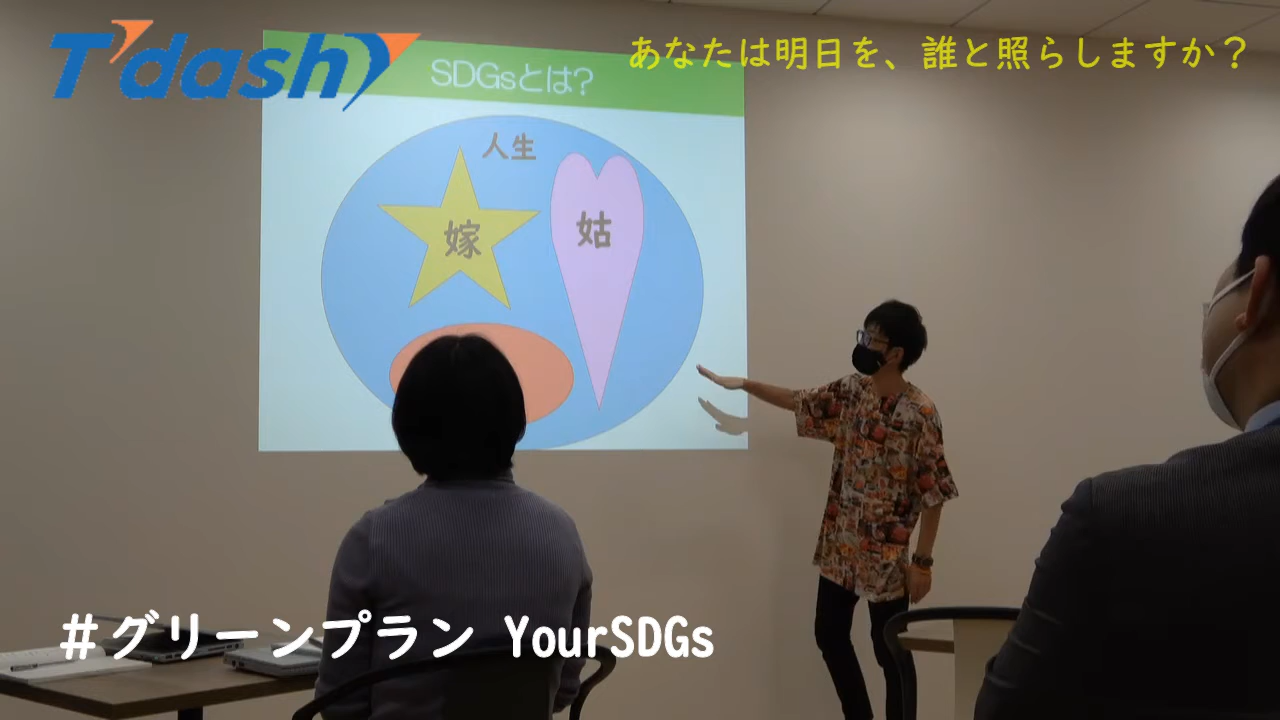 T'dash
あなたは明日を、誰と照らしますか？
SDGsとは?
人生
嫁
姑
＃グリーンプラン YourSDGs